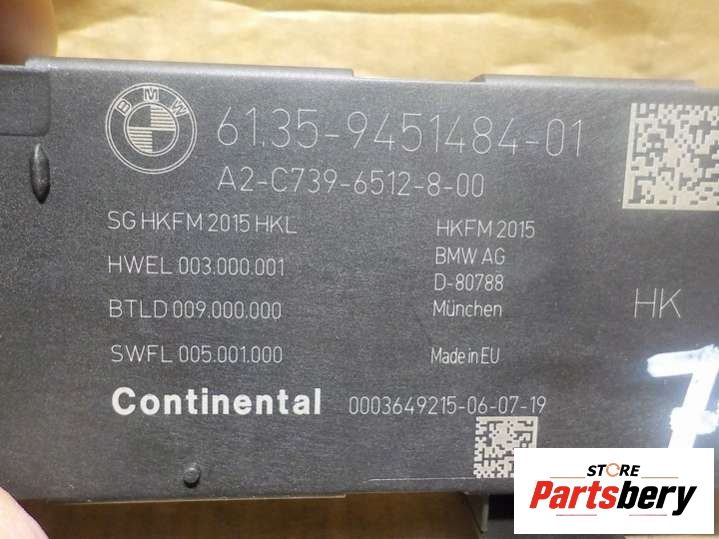 BMW
61.35-9451484-01
A2-C739-6512-8-00
SG HKFM 2015 HKL
HWEL 003.000.001
BTLD 009.000.000
SWFL 005.001.000
HKFM 2015
BMW AG
D-80788
München
Made in EU
HK
Continental 0003649215-06-07-19
STORE
Partsbery